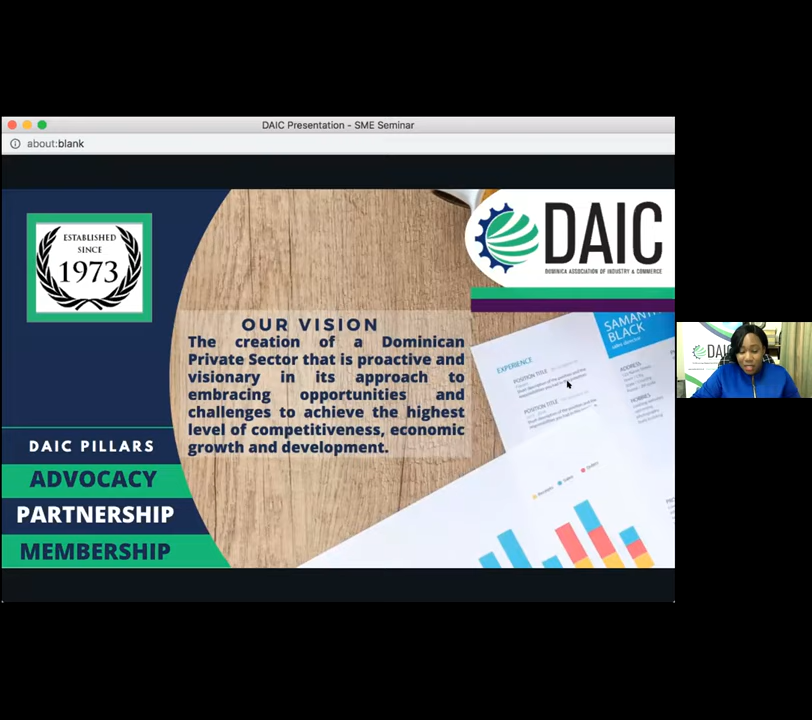 DAIC Presentation - SME Seminar
about:blank
ESTABLISHED
SINCE
1973
DAIC
DOMINICA ASSOCIATION OF INDUSTRY & COMMERCE
OUR VISION
The creation of a Dominican
Private Sector that is proactive and
visionary in its approach to
embracing opportunities and
challenges to achieve the highest
level of competitiveness, economic
growth and development.
SAMANTHA
BLACK
sales director
EXPERIENCE
POSITION TITLE
POSITION TITLE
ADDRESS
HOBBIES
DAIC PILLARS
ADVOCACY
PARTNERSHIP
MEMBERSHIP
DAIC